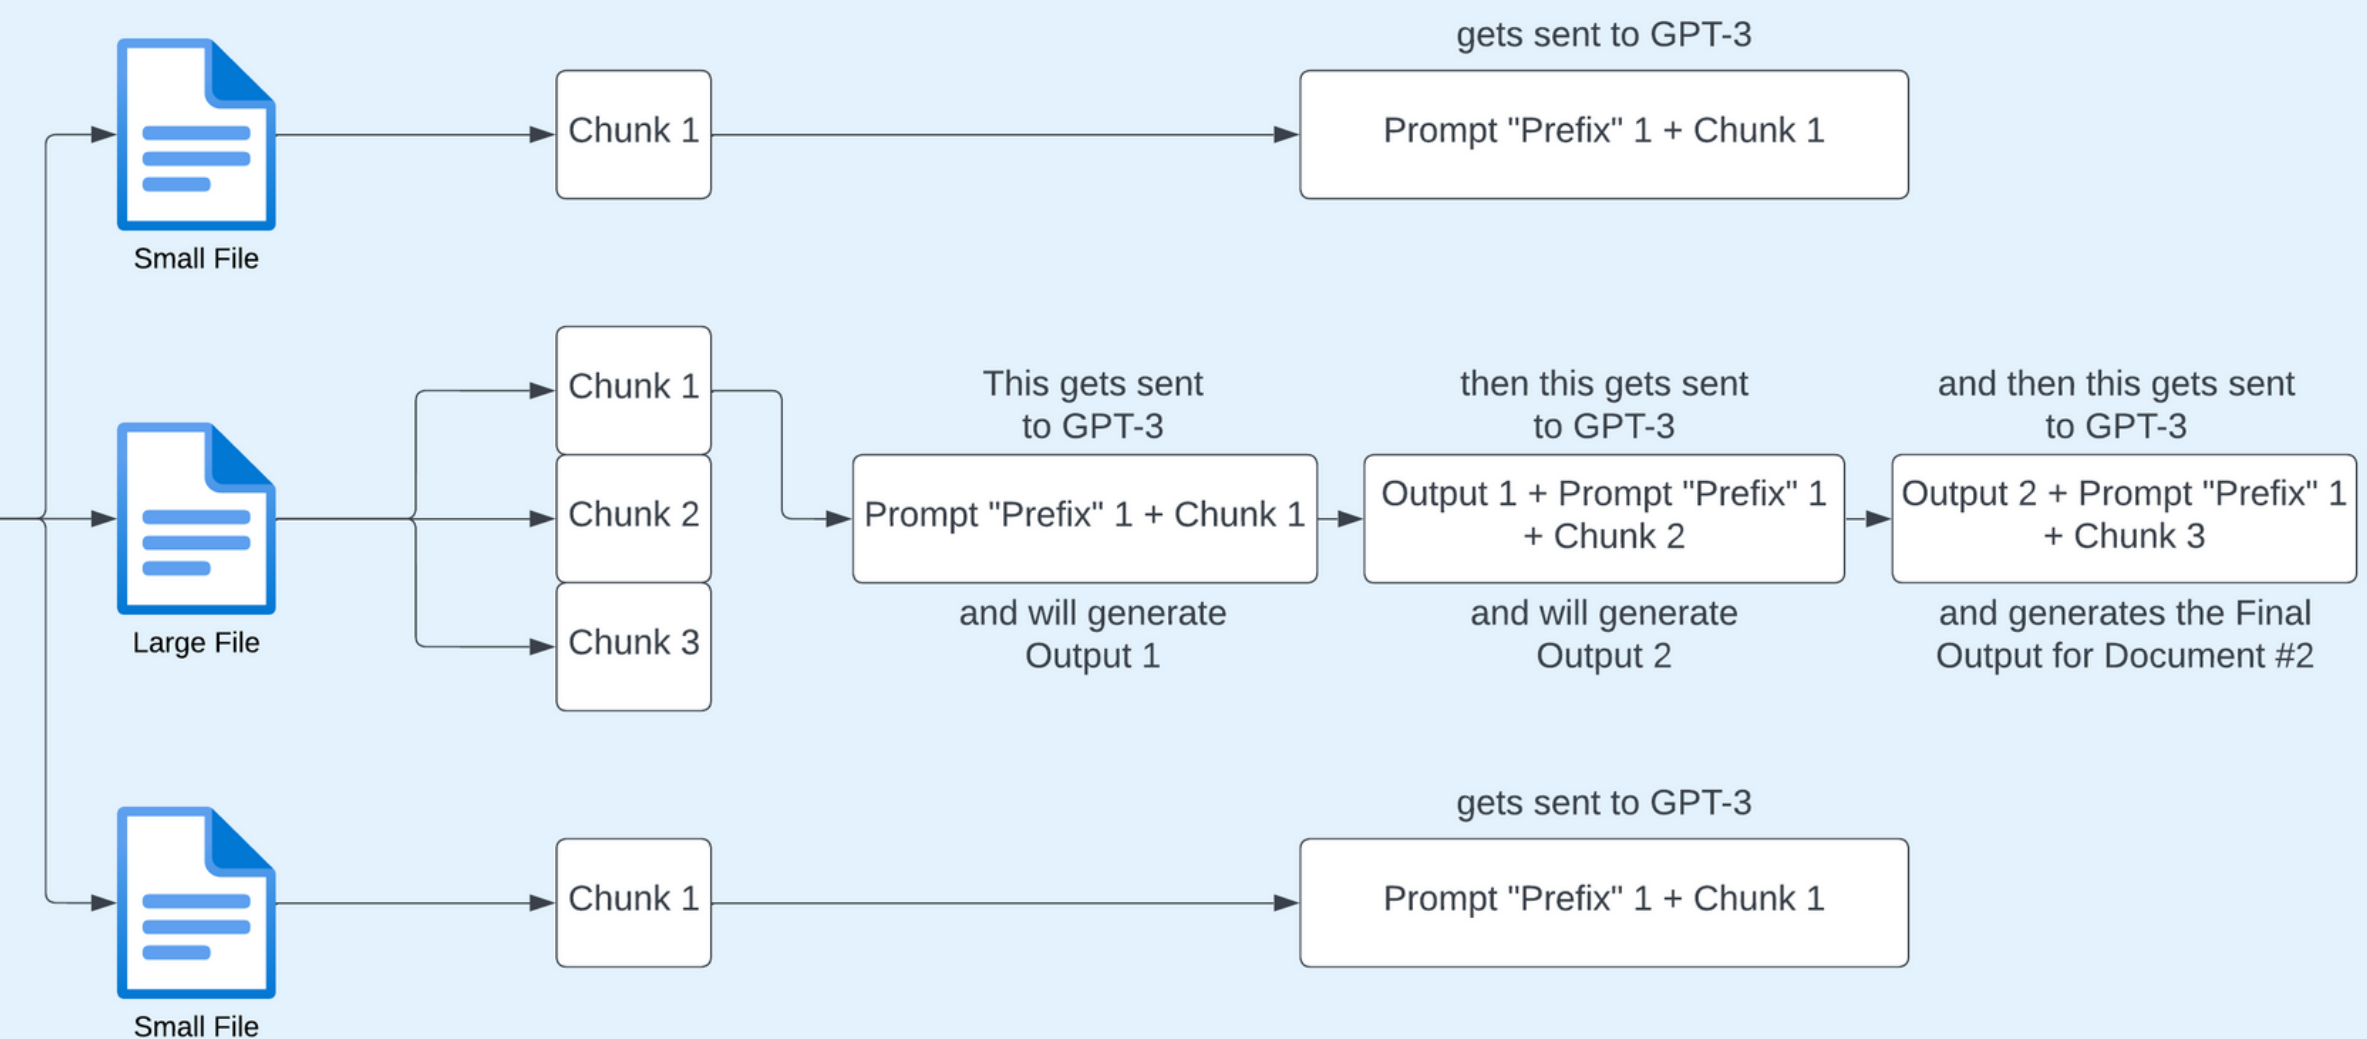 gets sent to GPT-3
Chunk 1
Prompt "Prefix" 1 + Chunk 1
Small File
Chunk 1
Chunk 2
Chunk 3
Large File
This gets sent
to GPT-3
Prompt "Prefix" 1 + Chunk 1
and will generate
Output 1
then this gets sent
to GPT-3
Output 1 + Prompt "Prefix" 1
+ Chunk 2
and will generate
Output 2
and then this gets sent
to GPT-3
Output 2 + Prompt "Prefix" 1
+ Chunk 3
and generates the Final
Output for Document #2
gets sent to GPT-3
Chunk 1
Prompt "Prefix" 1 + Chunk 1
Small File